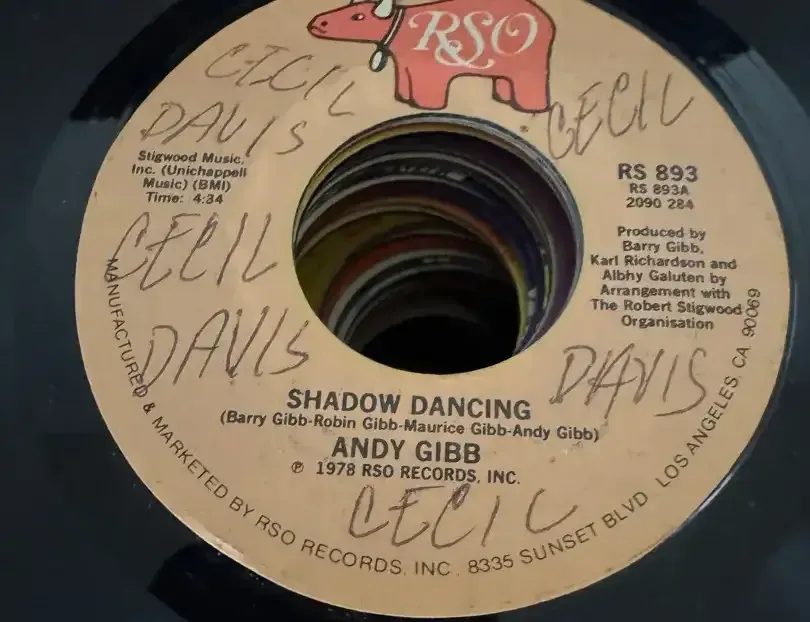 RSO
CECIL
DAVIS
CECIL
Stigwood Music,
Inc. (Unichappell
Music) (BMI)
Time: 4:34
RS 893
RS 893A
2090 284
Produced by
Barry Gibb,
Karl Richardson and
Albhy Galuten by
Arrangement with
The Robert Stigwood
Organisation
CECIL
DAVIS
DAVIS
SHADOW DANCING
(Barry Gibb-Robin Gibb-Maurice Gibb-Andy Gibb)
ANDY GIBB
℗ 1978 RSO RECORDS, INC.
CECIL
MANUFACTURED & MARKETED BY RSO RECORDS, INC. 8335 SUNSET BLVD LOS ANGELES, CA 90069